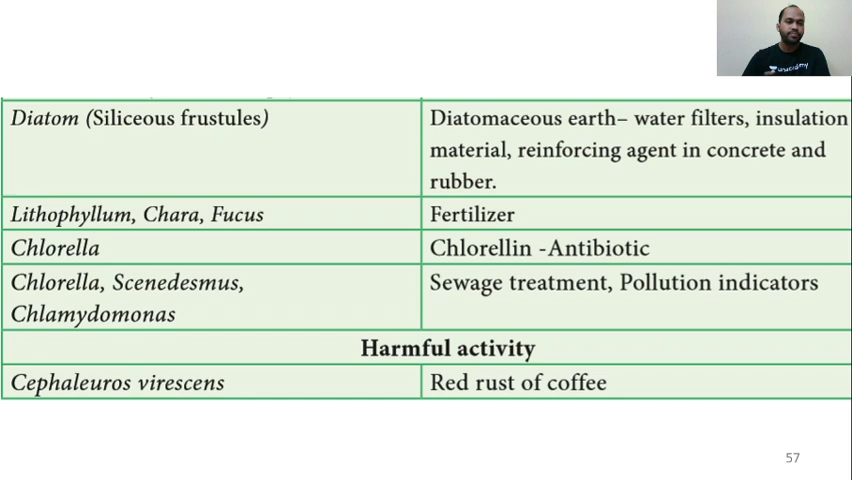 Diatom (Siliceous frustules)
Diatomaceous earth– water filters, insulation
material, reinforcing agent in concrete and
rubber.
Lithophyllum, Chara, Fucus
Fertilizer
Chlorella
Chlorellin -Antibiotic
Chlorella, Scenedesmus,
Chlamydomonas
Sewage treatment, Pollution indicators
Harmful activity
Cephaleuros virescens
Red rust of coffee
57